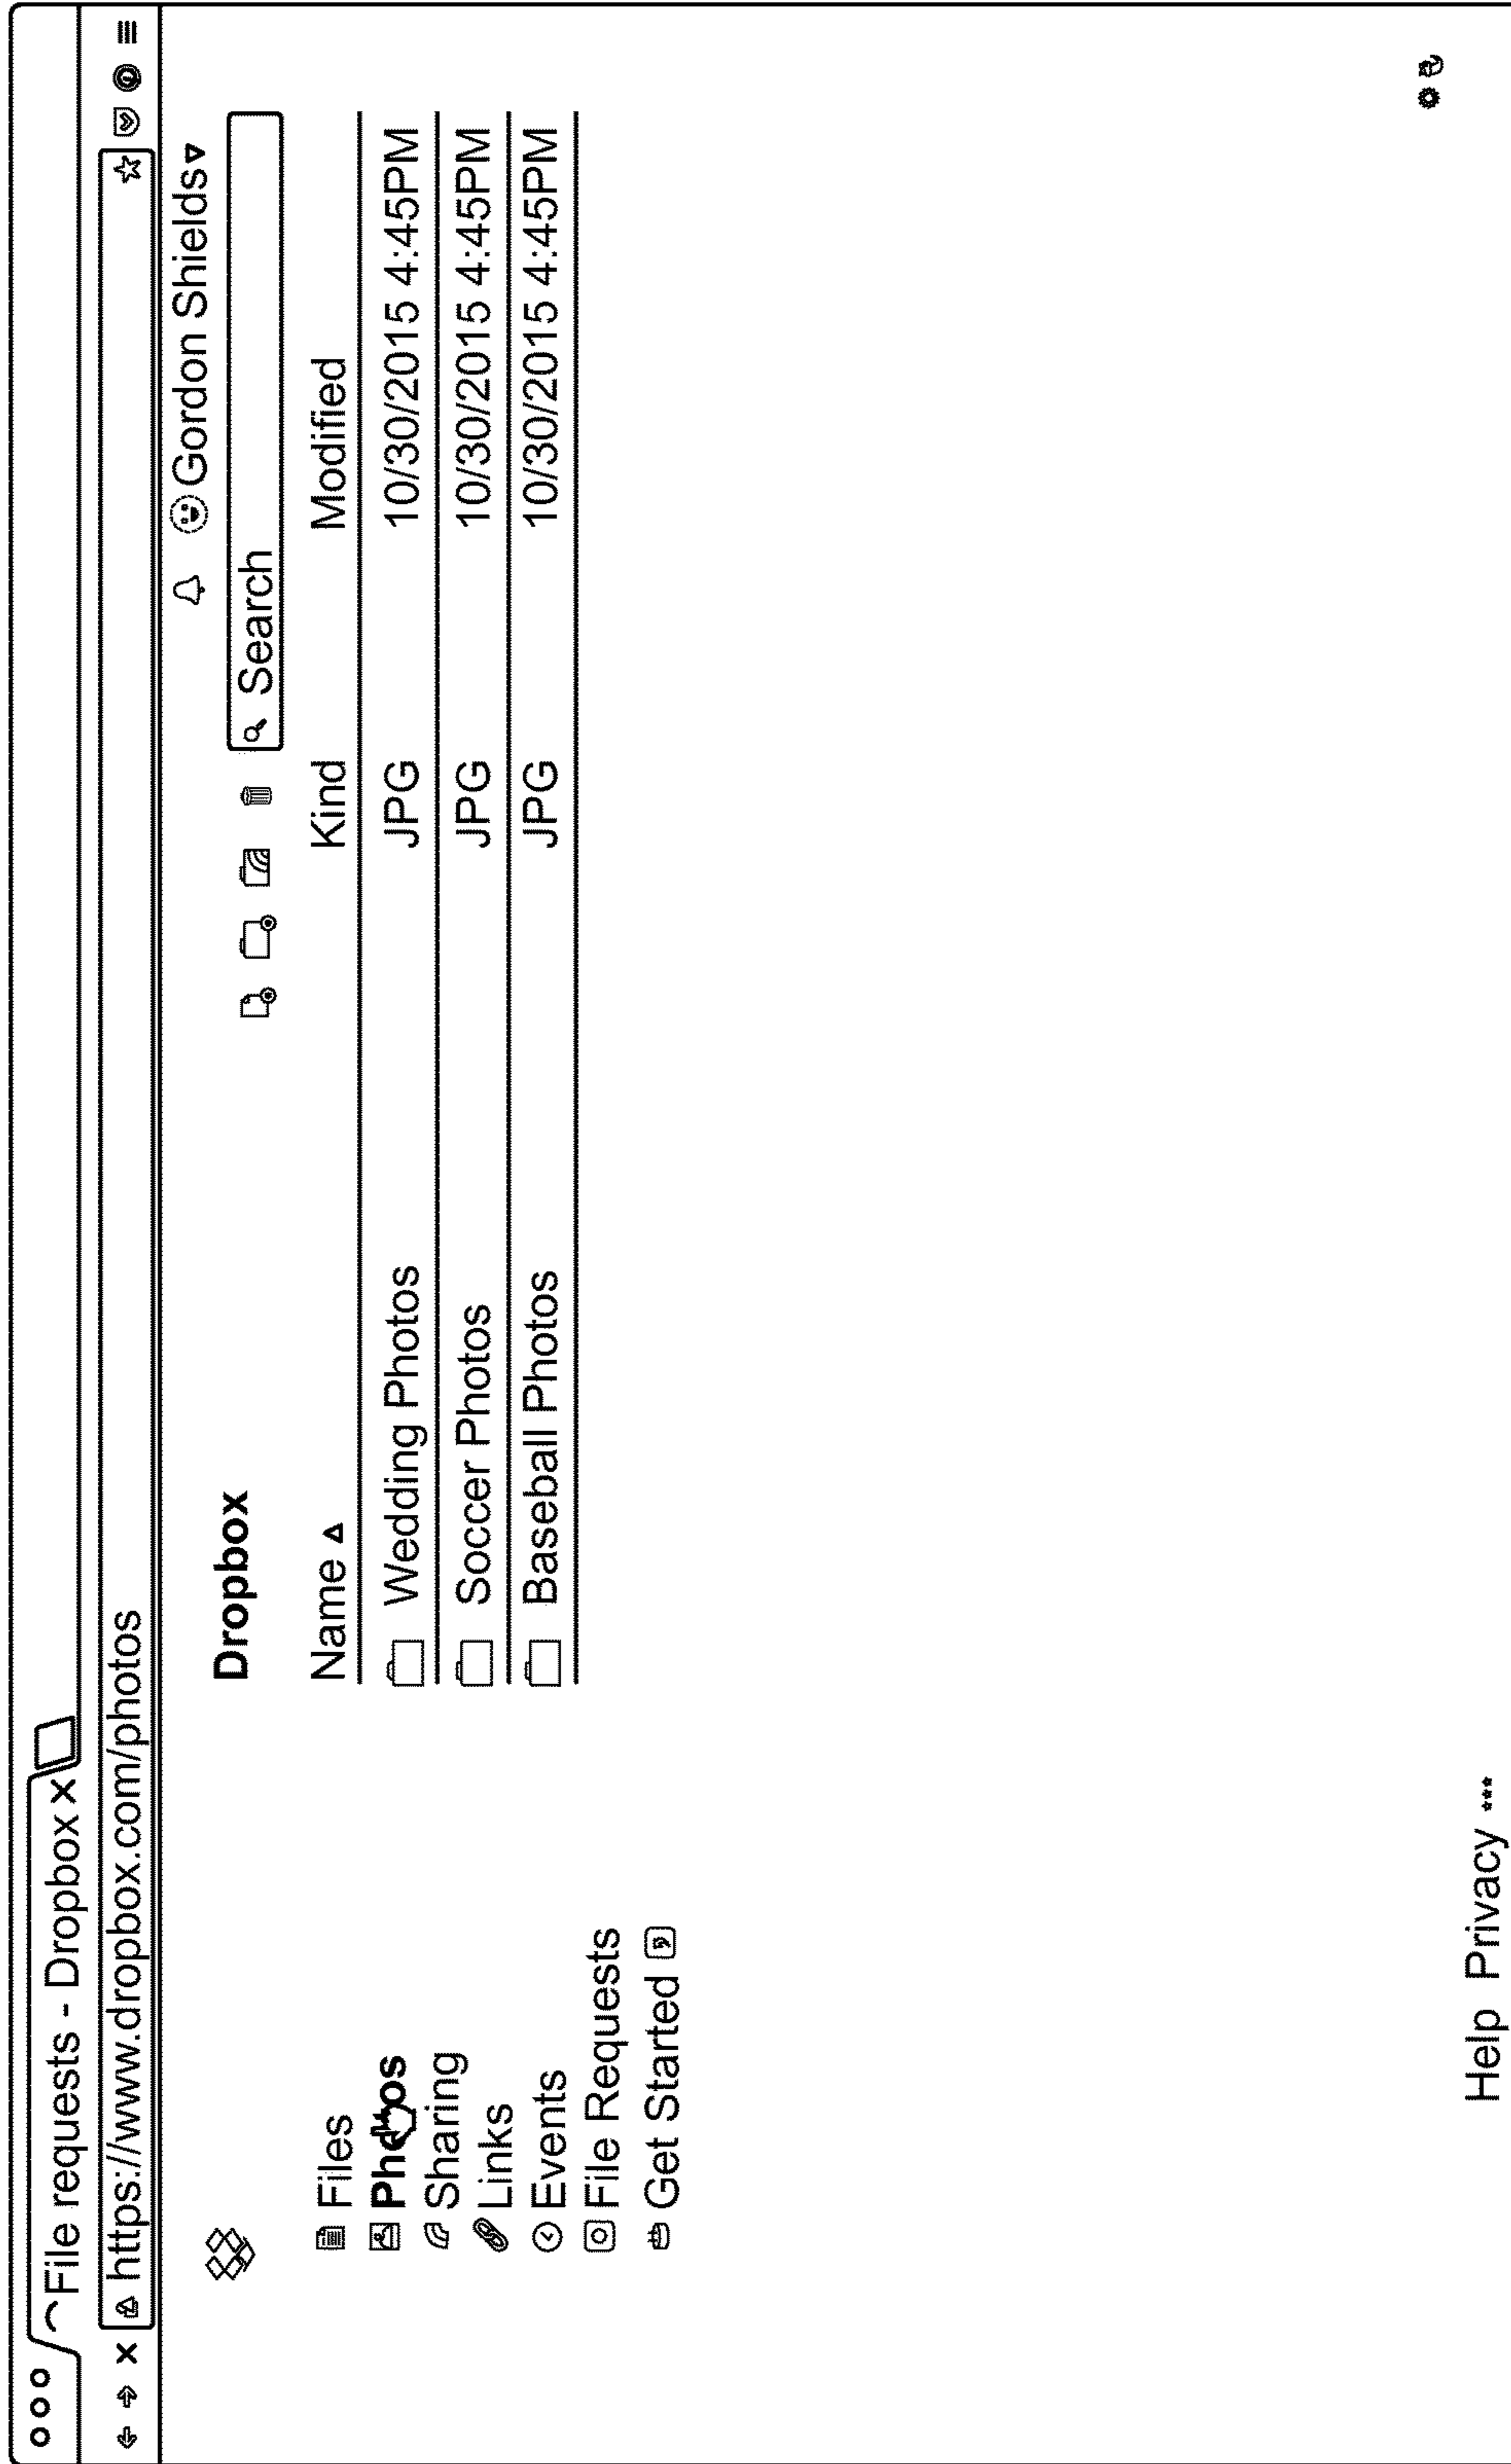 File requests - Dropbox
https://www.dropbox.com/photos
Gordon Shields
Dropbox
Search
Name Kind Modified
Wedding Photos JPG 10/30/2015 4:45PM
Soccer Photos JPG 10/30/2015 4:45PM
Baseball Photos JPG 10/30/2015 4:45PM
Files
Photos
Sharing
Links
Events
File Requests
Get Started
Help Privacy